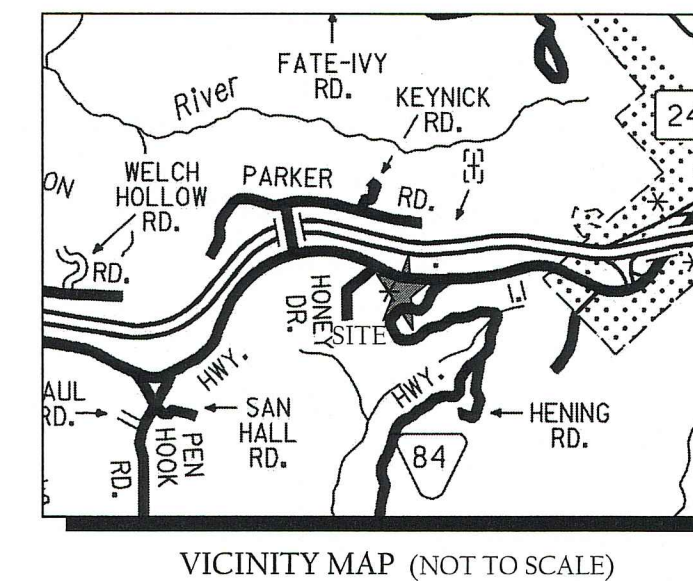 FATE-IVY
RD.
River
KEYNICK
RD.
24
WELCH
HOLLOW
RD.
ON
PARKER
RD.
RD.
HONEY
DR.
SITE
HWY.
HWY.
AUL
RD.
SAN
HALL
RD.
PEN
HOOK
RD.
84
HENING
RD.
VICINITY MAP (NOT TO SCALE)